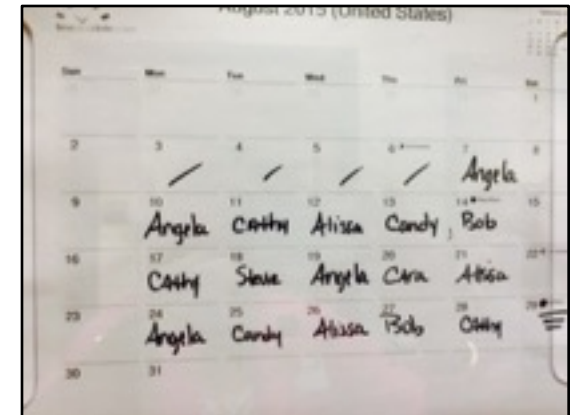 August 2015 (United States)
Sun Mon Tue Wed Thu Fri Sat
1
2 3 4 5 6 7 8
Angela
9 10 11 12 13 14 15
Angela Cathy Alissa Candy Bob
16 17 18 19 20 21 22
Cathy Steve Angela Cara Alissa
23 24 25 26 27 28 29
Angela Candy Alissa Bob Cathy
30 31